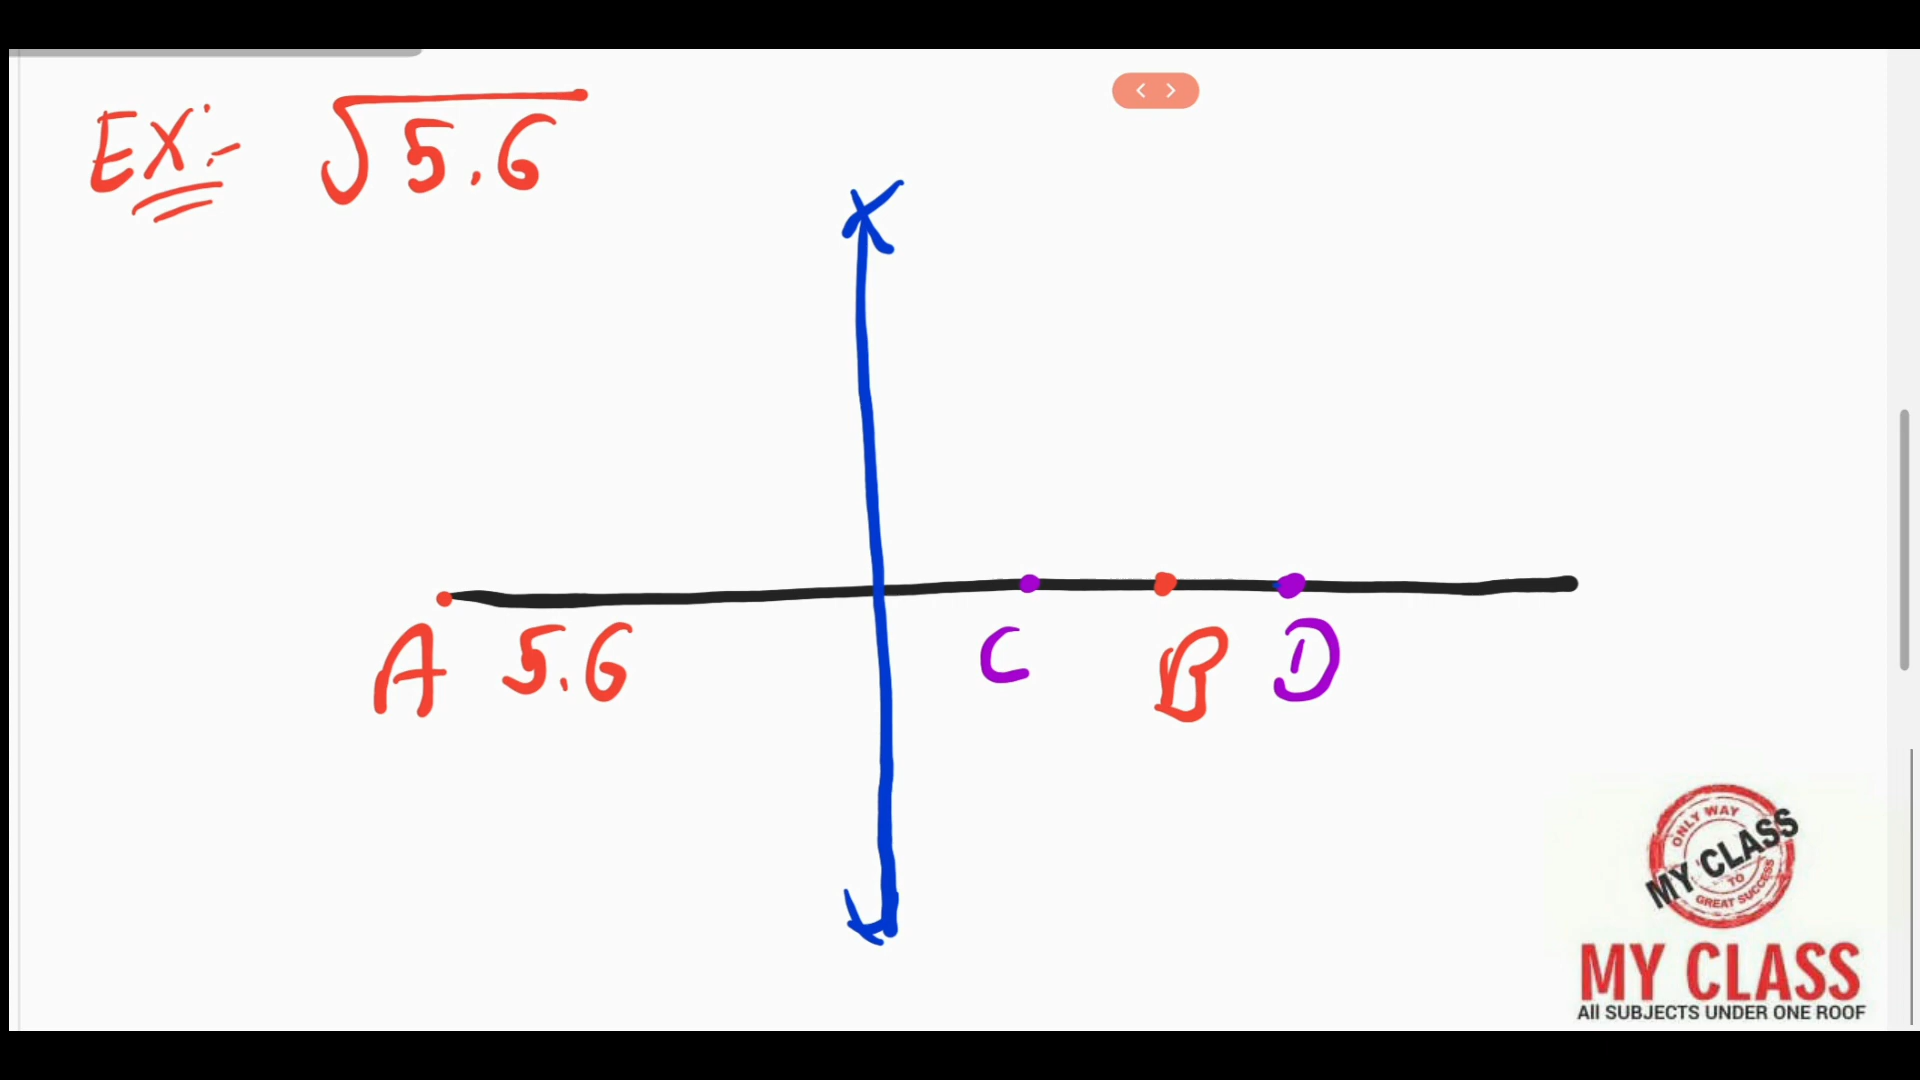 EX:- √5.6
A 5.6 C B D
ONLY WAY
MY CLASS
TO
GREAT SUCCESS
MY CLASS
All SUBJECTS UNDER ONE ROOF